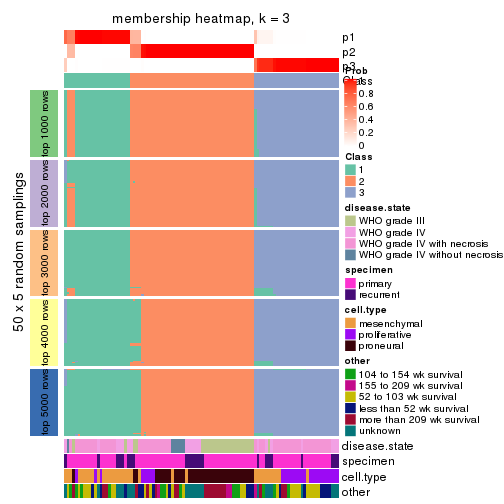 membership heatmap, k = 3
p1
p2
p3
Class
50 x 5 random samplings
top 1000 rows
top 2000 rows
top 3000 rows
top 4000 rows
top 5000 rows
Prob
1
0.8
0.6
0.4
0.2
0
Class
1
2
3
disease.state
WHO grade III
WHO grade IV
WHO grade IV with necrosis
WHO grade IV without necrosis
specimen
primary
recurrent
cell.type
mesenchymal
proliferative
proneural
other
104 to 154 wk survival
155 to 209 wk survival
52 to 103 wk survival
less than 52 wk survival
more than 209 wk survival
unknown
disease.state
specimen
cell.type
other